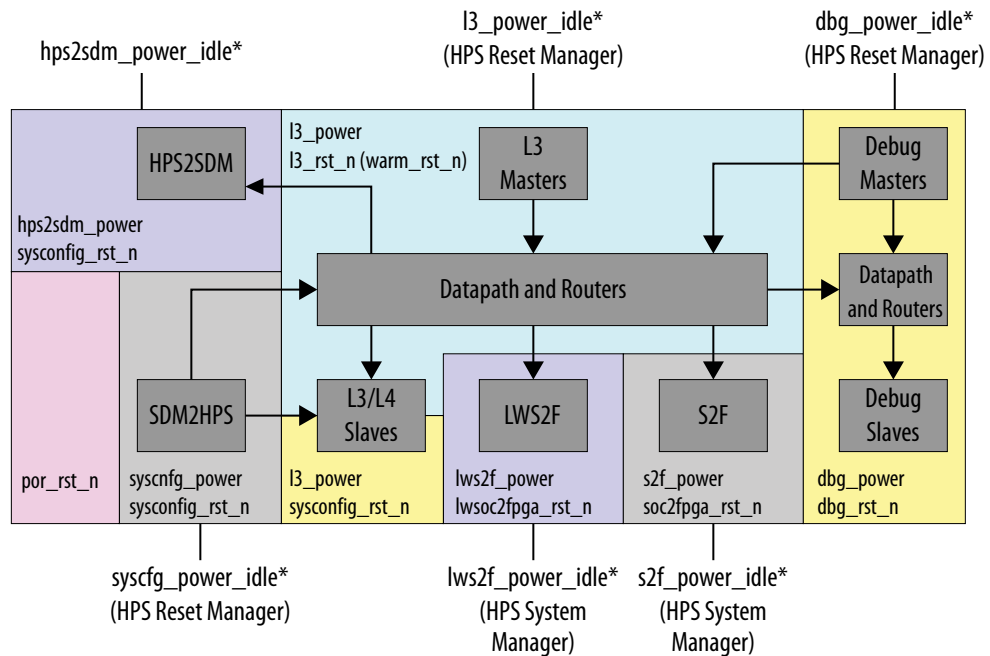 l3_power_idle*
(HPS Reset Manager)
dbg_power_idle*
(HPS Reset Manager)
hps2sdm_power_idle*
HPS2SDM
hps2sdm_power
sysconfig_rst_n
l3_power
l3_rst_n (warm_rst_n)
L3
Masters
Debug
Masters
Datapath and Routers
Datapath
and Routers
por_rst_n
SDM2HPS
syscnfg_power
sysconfig_rst_n
L3/L4
Slaves
l3_power
sysconfig_rst_n
LWS2F
lws2f_power
lwsoc2fpga_rst_n
S2F
s2f_power
soc2fpga_rst_n
Debug
Slaves
dbg_power
dbg_rst_n
syscfg_power_idle*
(HPS Reset Manager)
lws2f_power_idle*
(HPS System
Manager)
s2f_power_idle*
(HPS System
Manager)